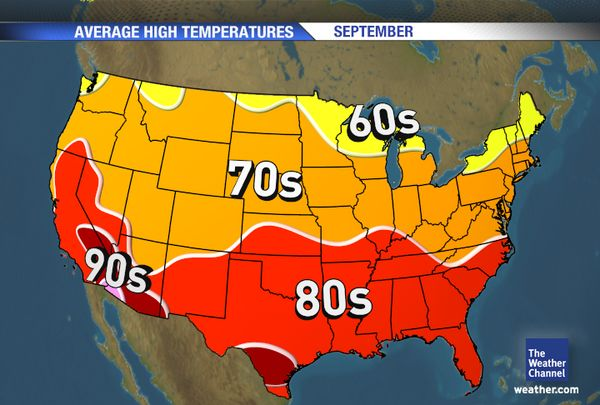 AVERAGE HIGH TEMPERATURES
SEPTEMBER
60s
70s
90s
80s
The
Weather
Channel
weather.com